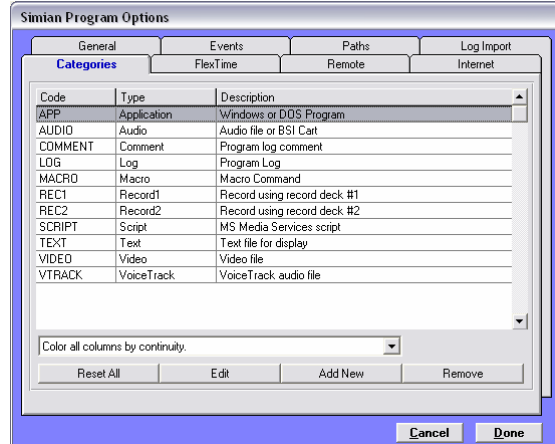 Simian Program Options
General Events Paths Log Import
Categories FlexTime Remote Internet
Code Type Description
APP Application Windows or DOS Program
AUDIO Audio Audio file or BSI Cart
COMMENT Comment Program log comment
LOG Log Program Log
MACRO Macro Macro Command
REC1 Record1 Record using record deck #1
REC2 Record2 Record using record deck #2
SCRIPT Script MS Media Services script
TEXT Text Text file for display
VIDEO Video Video file
VTRACK VoiceTrack VoiceTrack audio file
Color all columns by continuity.
Reset All Edit Add New Remove
Cancel Done